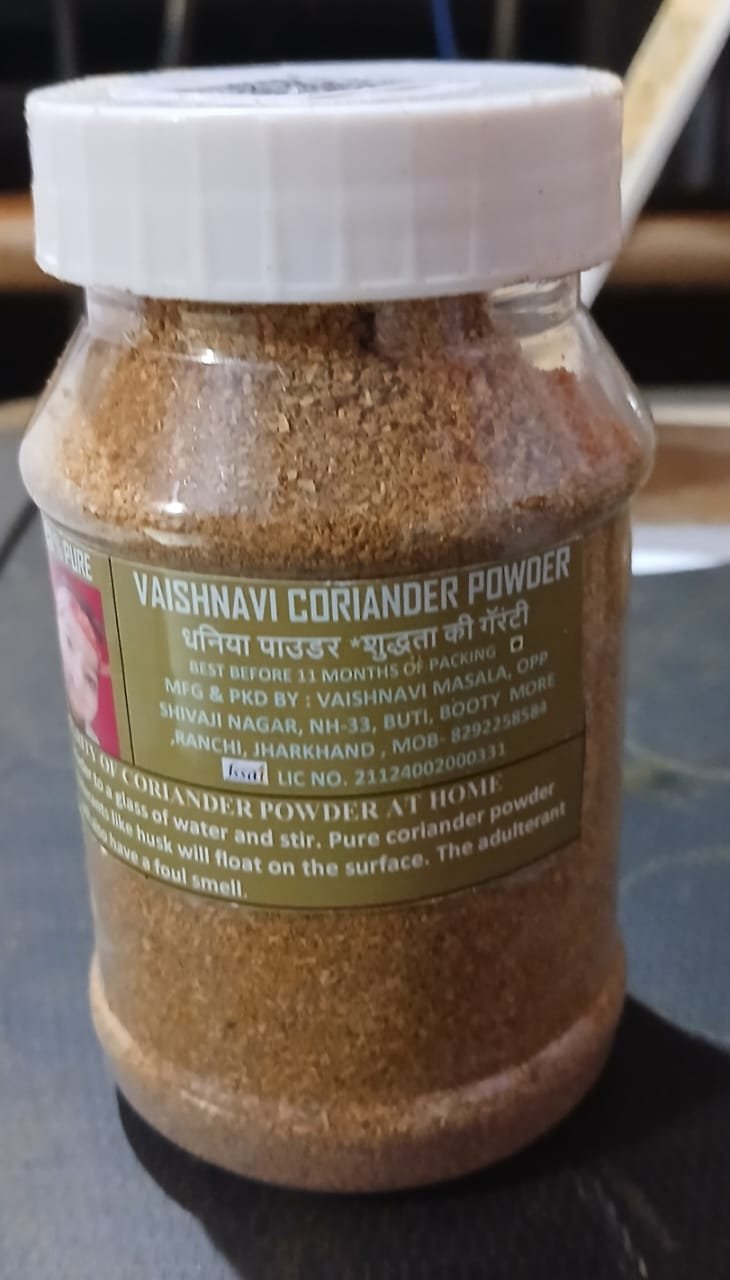 PURE
VAISHNAVI CORIANDER POWDER
धनिया पाउडर *शुद्धता की गॅरंटी
BEST BEFORE 11 MONTHS OF PACKING
MFG & PKD BY : VAISHNAVI MASALA, OPP
SHIVAJI NAGAR, NH-33, BUTI, BOOTY MORE
,RANCHI, JHARKHAND , MOB- 8292258584
fssai LIC NO. 21124002000331
OF CORIANDER POWDER AT HOME
to a glass of water and stir. Pure coriander powder
like husk will float on the surface. The adulterant
have a foul smell.